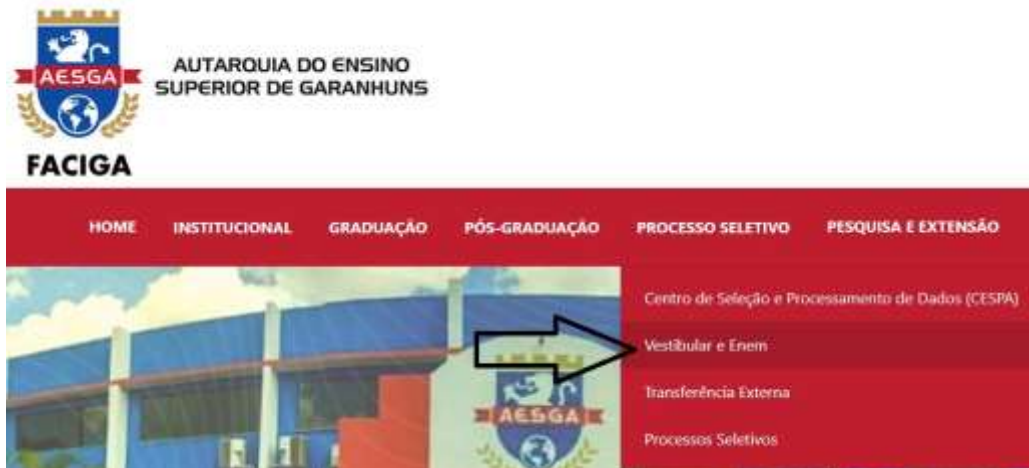 AESGA
AUTARQUIA DO ENSINO
SUPERIOR DE GARANHUNS
FACIGA
HOME INSTITUCIONAL GRADUAÇÃO PÓS-GRADUAÇÃO PROCESSO SELETIVO PESQUISA E EXTENSÃO
Centro de Seleção e Processamento de Dados (CESPA)
Vestibular e Enem
Transferência Externa
AESGA
Processos Seletivos